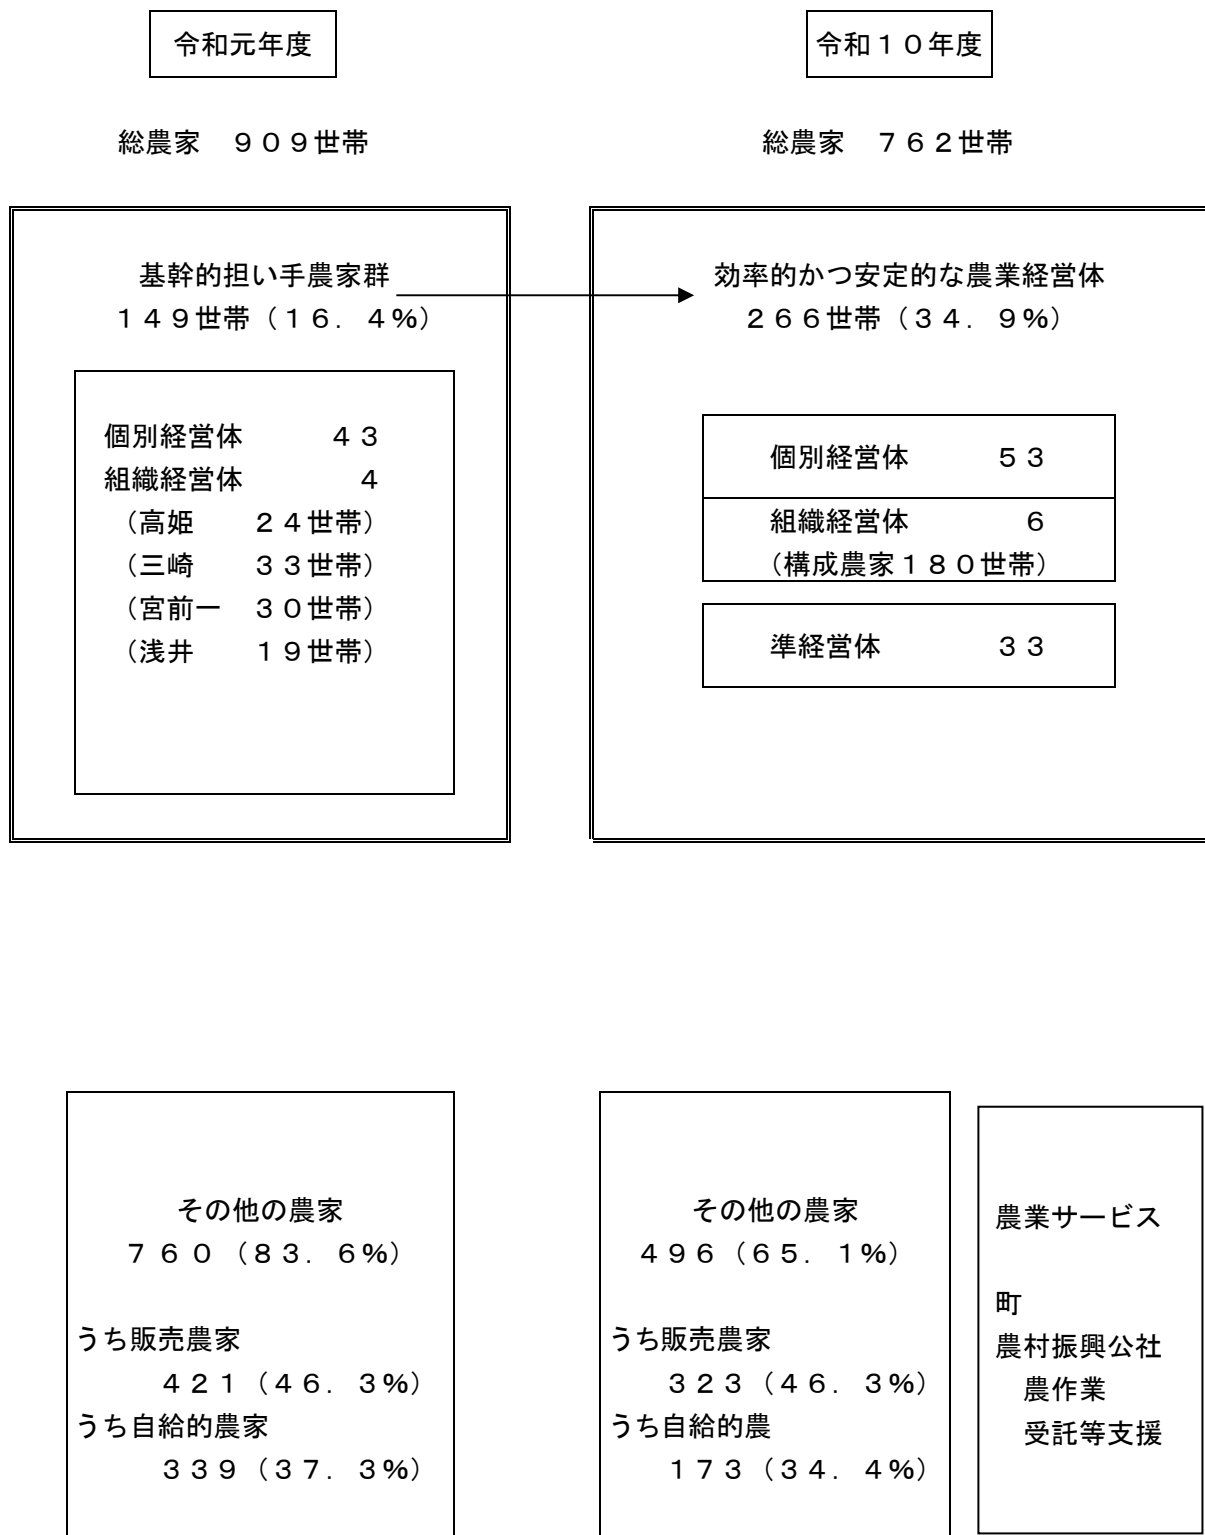 令和元年度
令和１０年度
総農家　９０９世帯
総農家　７６２世帯
基幹的担い手農家群
１４９世帯（１６．４％）
個別経営体　　　４３
組織経営体　　　　４
（高姫　　２４世帯）
（三崎　　３３世帯）
（宮前一　３０世帯）
（浅井　　１９世帯）
効率的かつ安定的な農業経営体
２６６世帯（３４．９％）
個別経営体　　　５３
組織経営体　　　　６
（構成農家１８０世帯）
準経営体　　　　３３
その他の農家
７６０（８３．６％）
うち販売農家
４２１（４６．３％）
うち自給的農家
３３９（３７．３％）
その他の農家
４９６（６５．１％）
うち販売農家
３２３（４６．３％）
うち自給的農
１７３（３４．４％）
農業サービス
町
農村振興公社
農作業
受託等支援